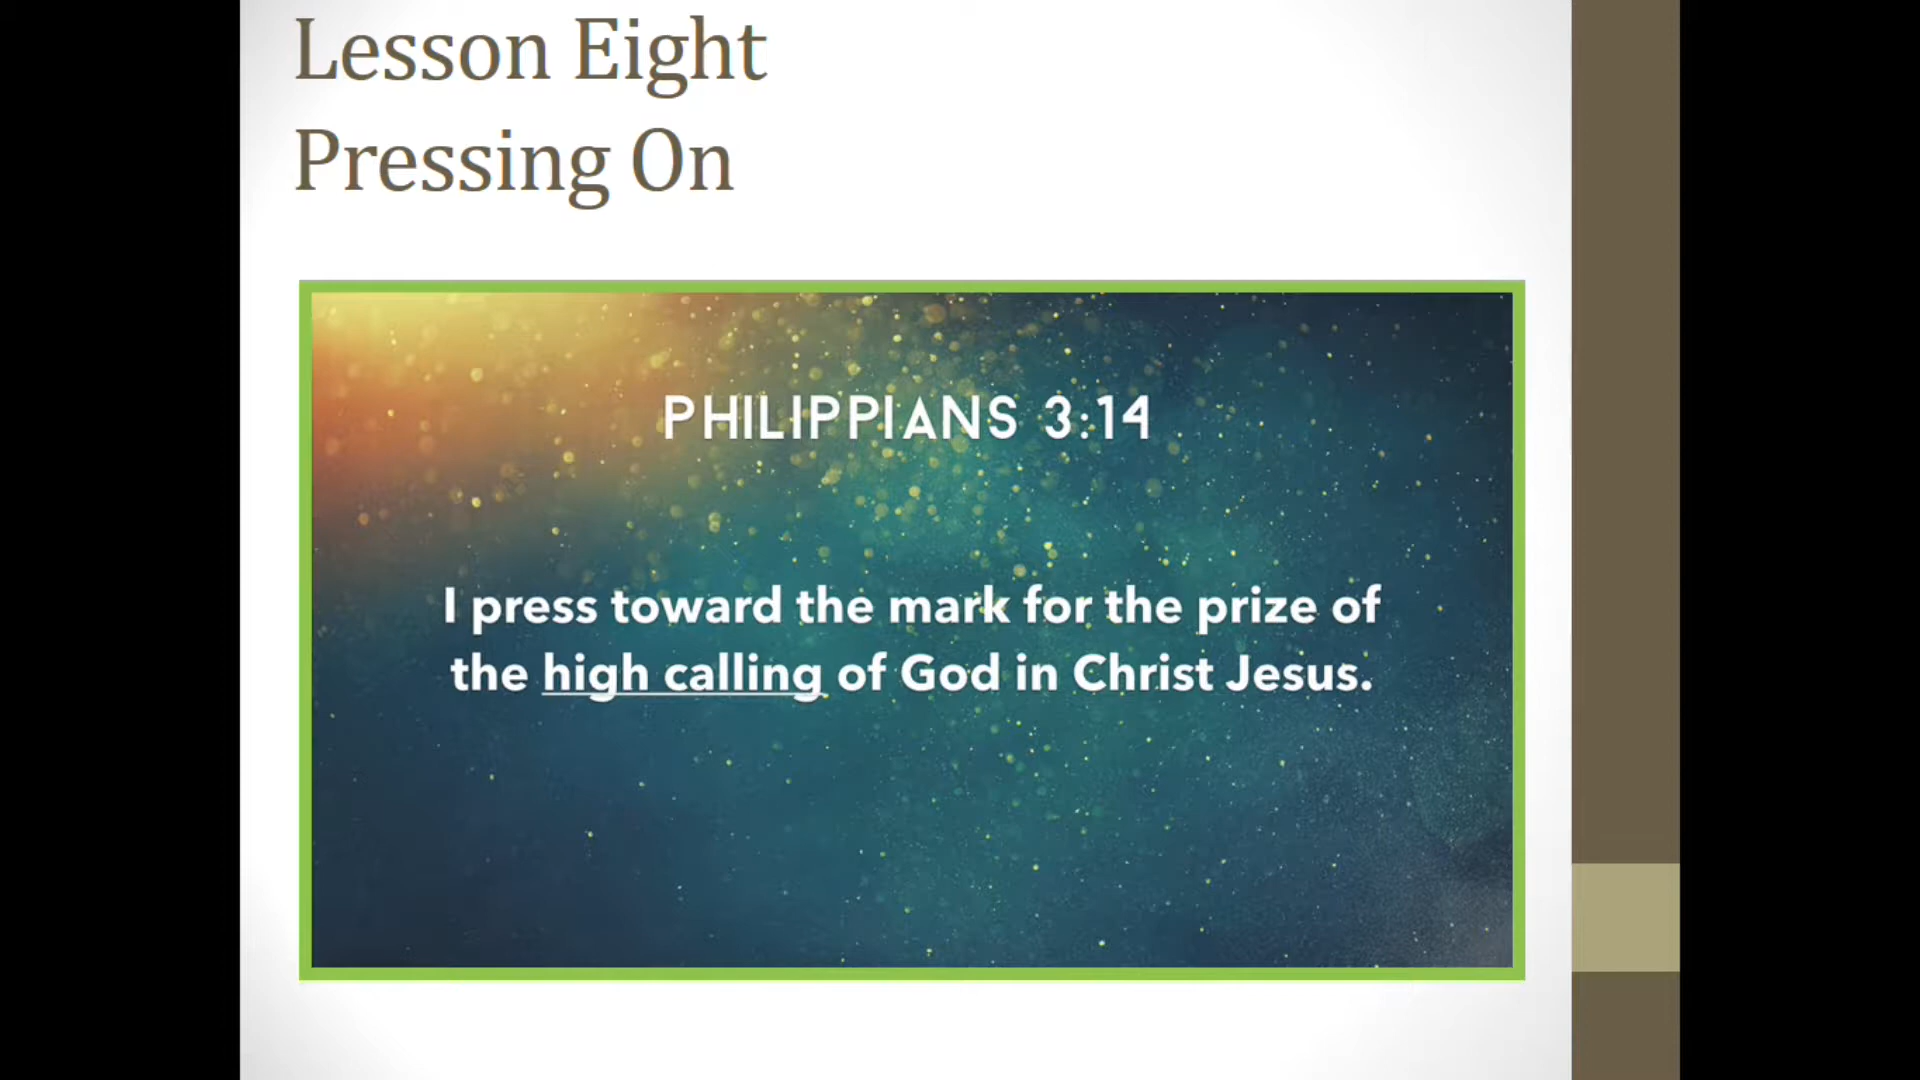 Lesson Eight
Pressing On
PHILIPPIANS 3:14
I press toward the mark for the prize of
the high calling of God in Christ Jesus.